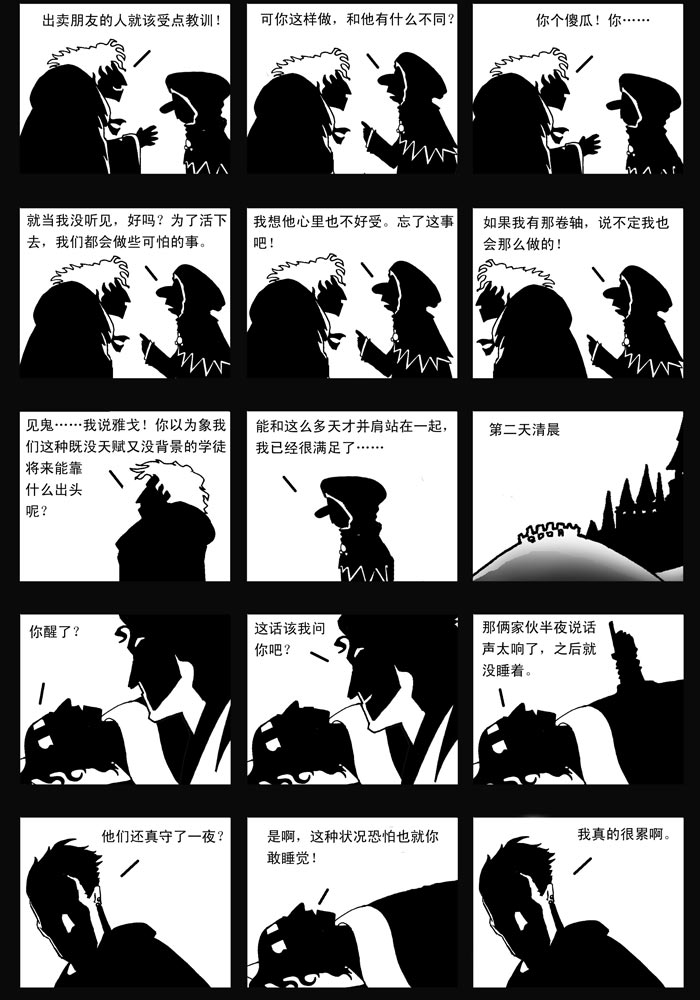 出卖朋友的人就该受点教训！
可你这样做，和他有什么不同？
你个傻瓜！你……
就当我没听见，好吗？为了活下
去，我们都会做些可怕的事。
我想他心里也不好受。忘了这事
吧！
如果我有那卷轴，说不定我也
会那么做的！
见鬼……我说雅戈！你以为象我
们这种既没天赋又没背景的学徒
将来能靠
什么出头
呢？
能和这么多天才并肩站在一起，
我已经很满足了……
第二天清晨
你醒了？
这话该我问
你吧？
那俩家伙半夜说话
声太响了，之后就
没睡着。
他们还真守了一夜？
是啊，这种状况恐怕也就你
敢睡觉！
我真的很累啊。